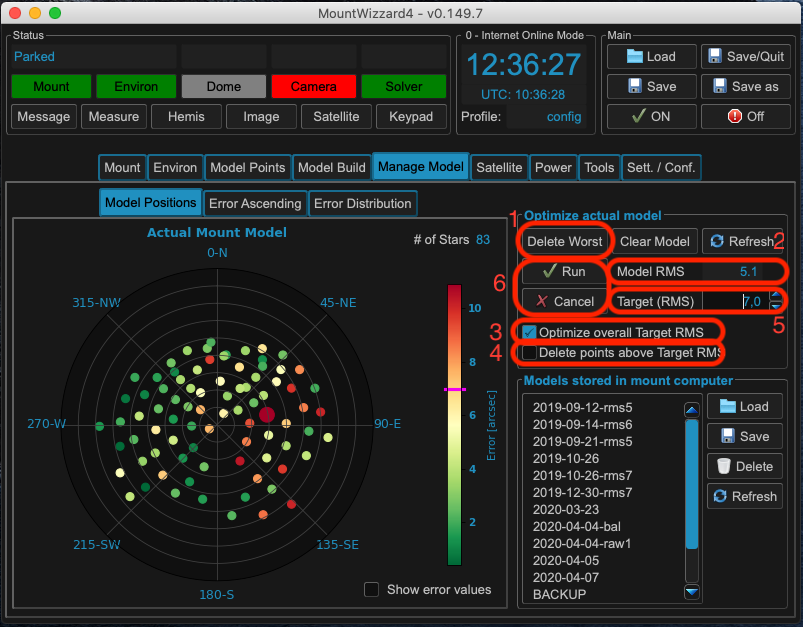 MountWizzard4 - v0.149.7
Status
Parked
Mount Environ Dome Camera Solver
Message Measure Hemis Image Satellite Keypad
0 - Internet Online Mode
12:36:27
UTC: 10:36:28
Profile: config
Main
Load Save/Quit
Save Save as
ON Off
Mount Environ Model Points Model Build Manage Model Satellite Power Tools Sett. / Conf.
Model Positions Error Ascending Error Distribution
Actual Mount Model
# of Stars 83
0-N
315-NW 45-NE
270-W 90-E
215-SW 135-SE
180-S
10
8
6
4
2
Error [arcsec]
Show error values
1
Optimize actual model
Delete Worst Clear Model Refresh 2
6 Run Model RMS 5.1
Cancel Target (RMS) 7,0
5
3 Optimize overall Target RMS
4 Delete points above Target RMS
Models stored in mount computer
2019-09-12-rms5
2019-09-14-rms6
2019-09-21-rms5
2019-10-26
2019-10-26-rms7
2019-12-30-rms7
2020-03-23
2020-04-04-bal
2020-04-04-raw1
2020-04-05
2020-04-07
BACKUP
Load
Save
Delete
Refresh